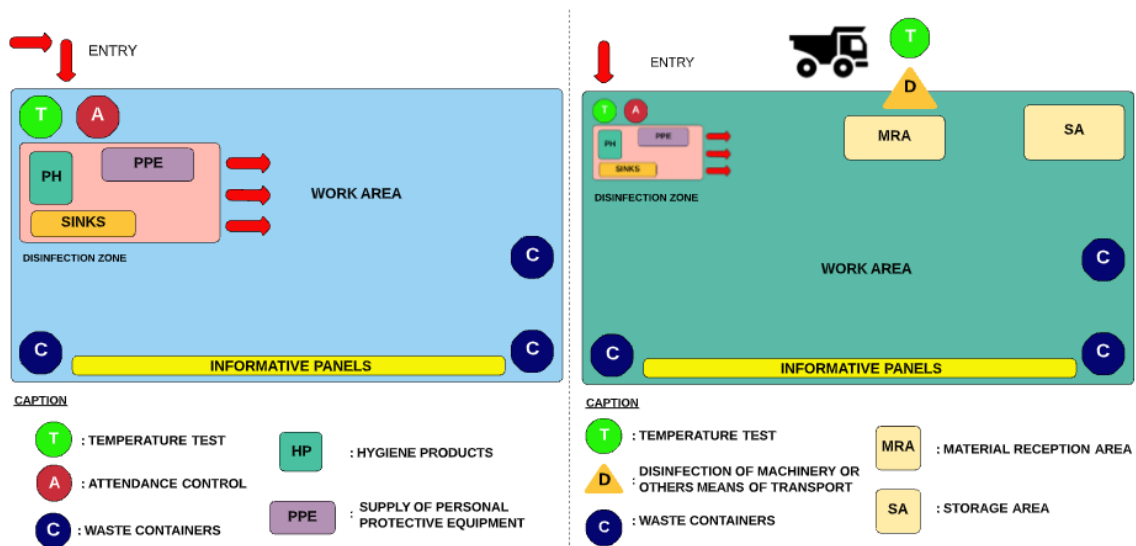 ENTRY
T
A
PH
PPE
SINKS
DISINFECTION ZONE
WORK AREA
C
C
C
INFORMATIVE PANELS
CAPTION
T : TEMPERATURE TEST
A : ATTENDANCE CONTROL
C : WASTE CONTAINERS
HP : HYGIENE PRODUCTS
PPE : SUPPLY OF PERSONAL
PROTECTIVE EQUIPMENT
ENTRY
T
D
T
A
PH
PPE
SINKS
DISINFECTION ZONE
MRA
SA
WORK AREA
C
C
C
INFORMATIVE PANELS
CAPTION
T : TEMPERATURE TEST
D : DISINFECTION OF MACHINERY OR
OTHERS MEANS OF TRANSPORT
C : WASTE CONTAINERS
MRA : MATERIAL RECEPTION AREA
SA : STORAGE AREA